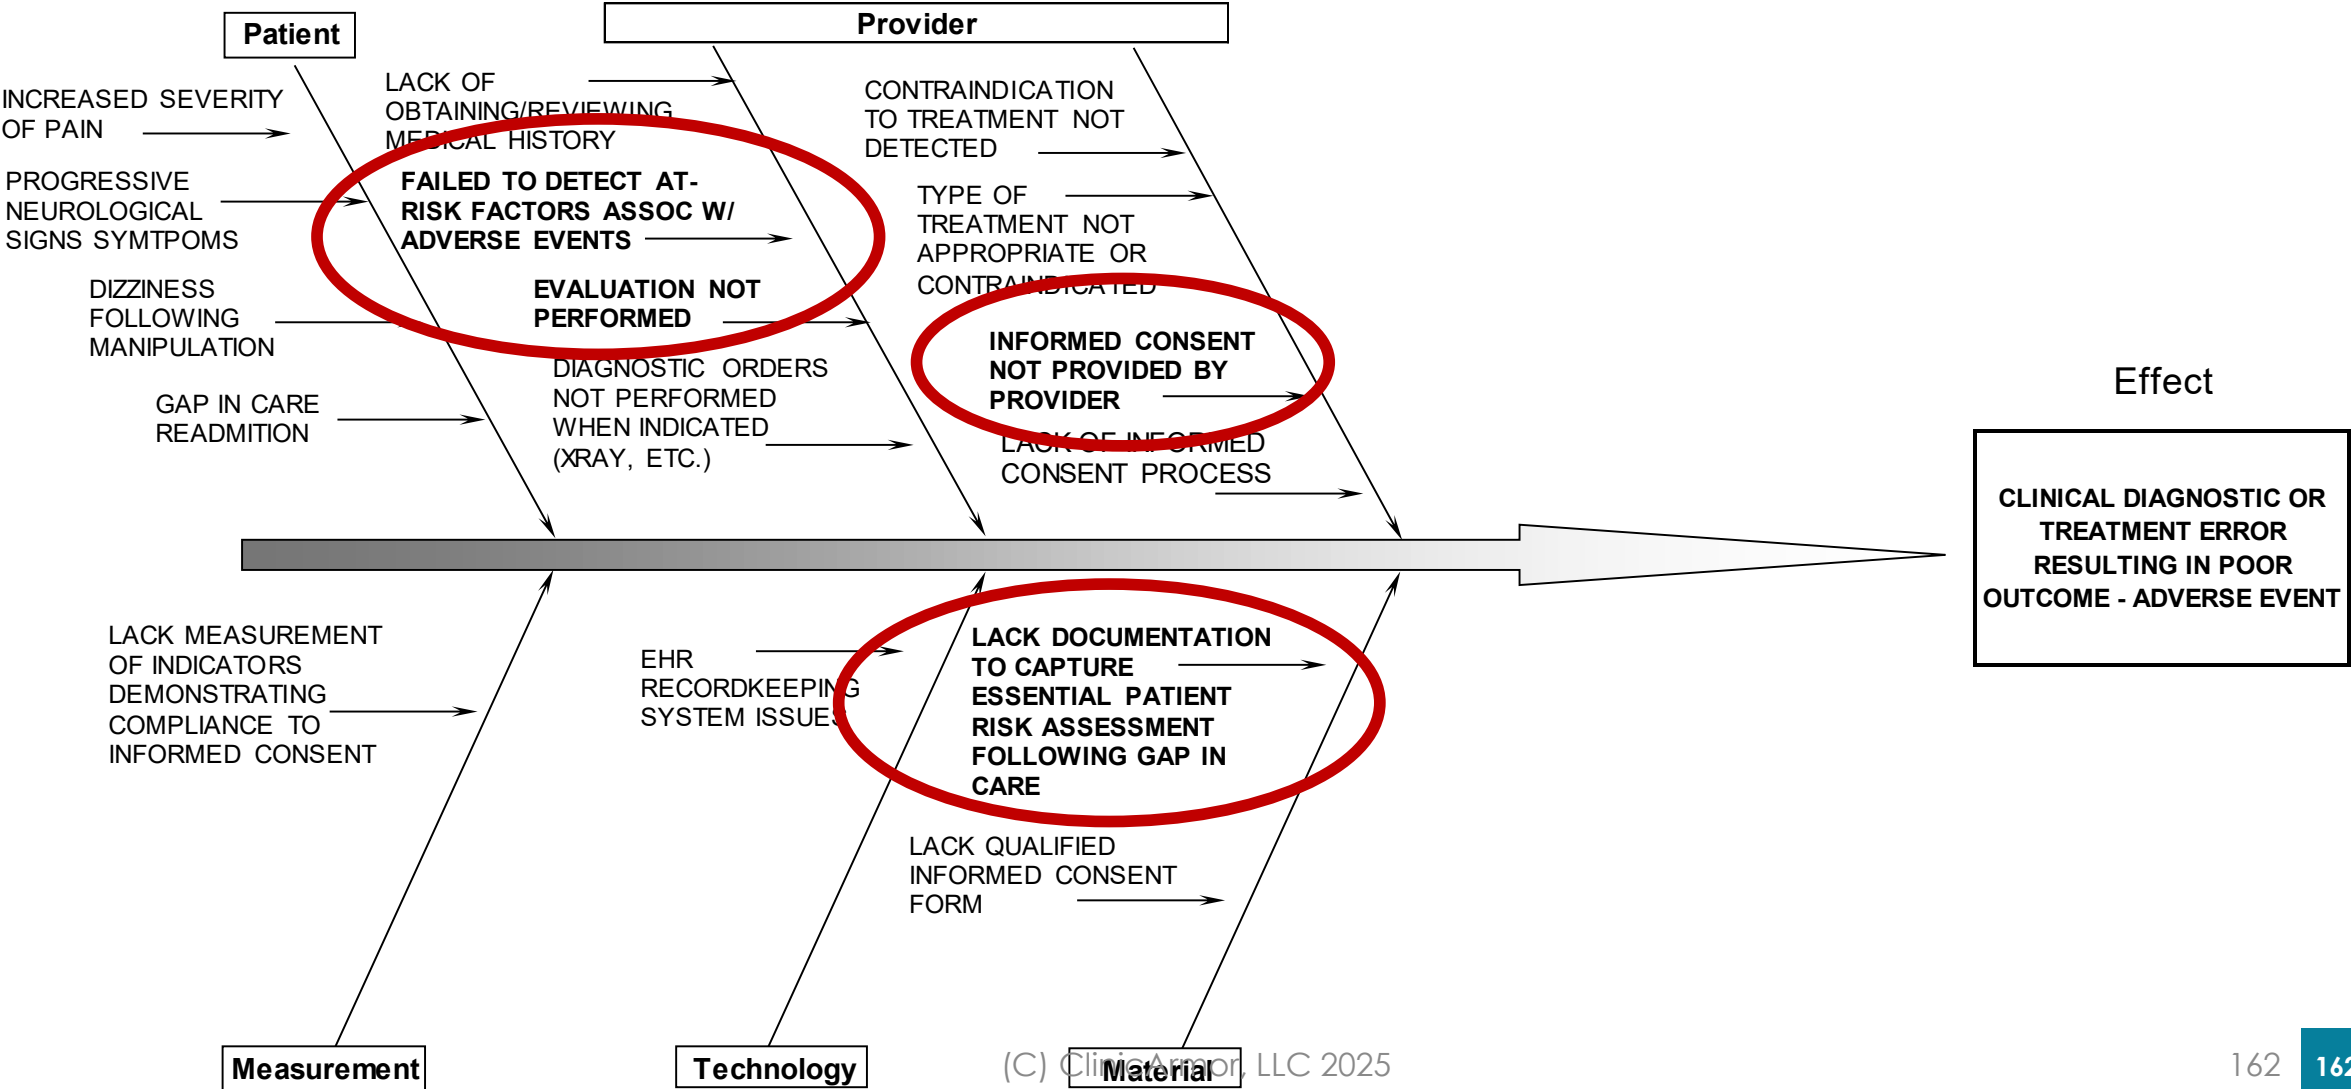 Patient
Provider
INCREASED SEVERITY
OF PAIN
PROGRESSIVE
NEUROLOGICAL
SIGNS SYMTPOMS
DIZZINESS
FOLLOWING
MANIPULATION
GAP IN CARE
READMITION
LACK OF
OBTAINING/REVIEWING
MEDICAL HISTORY
FAILED TO DETECT AT-
RISK FACTORS ASSOC W/
ADVERSE EVENTS
EVALUATION NOT
PERFORMED
DIAGNOSTIC ORDERS
NOT PERFORMED
WHEN INDICATED
(XRAY, ETC.)
CONTRAINDICATION
TO TREATMENT NOT
DETECTED
TYPE OF
TREATMENT NOT
APPROPRIATE OR
CONTRAINDICATED
INFORMED CONSENT
NOT PROVIDED BY
PROVIDER
LACK OF INFORMED
CONSENT PROCESS
Effect
CLINICAL DIAGNOSTIC OR
TREATMENT ERROR
RESULTING IN POOR
OUTCOME - ADVERSE EVENT
LACK MEASUREMENT
OF INDICATORS
DEMONSTRATING
COMPLIANCE TO
INFORMED CONSENT
EHR
RECORDKEEPING
SYSTEM ISSUES
LACK DOCUMENTATION
TO CAPTURE
ESSENTIAL PATIENT
RISK ASSESSMENT
FOLLOWING GAP IN
CARE
LACK QUALIFIED
INFORMED CONSENT
FORM
Measurement
Technology
Material
(C) ClinicArmor, LLC 2025
162
162